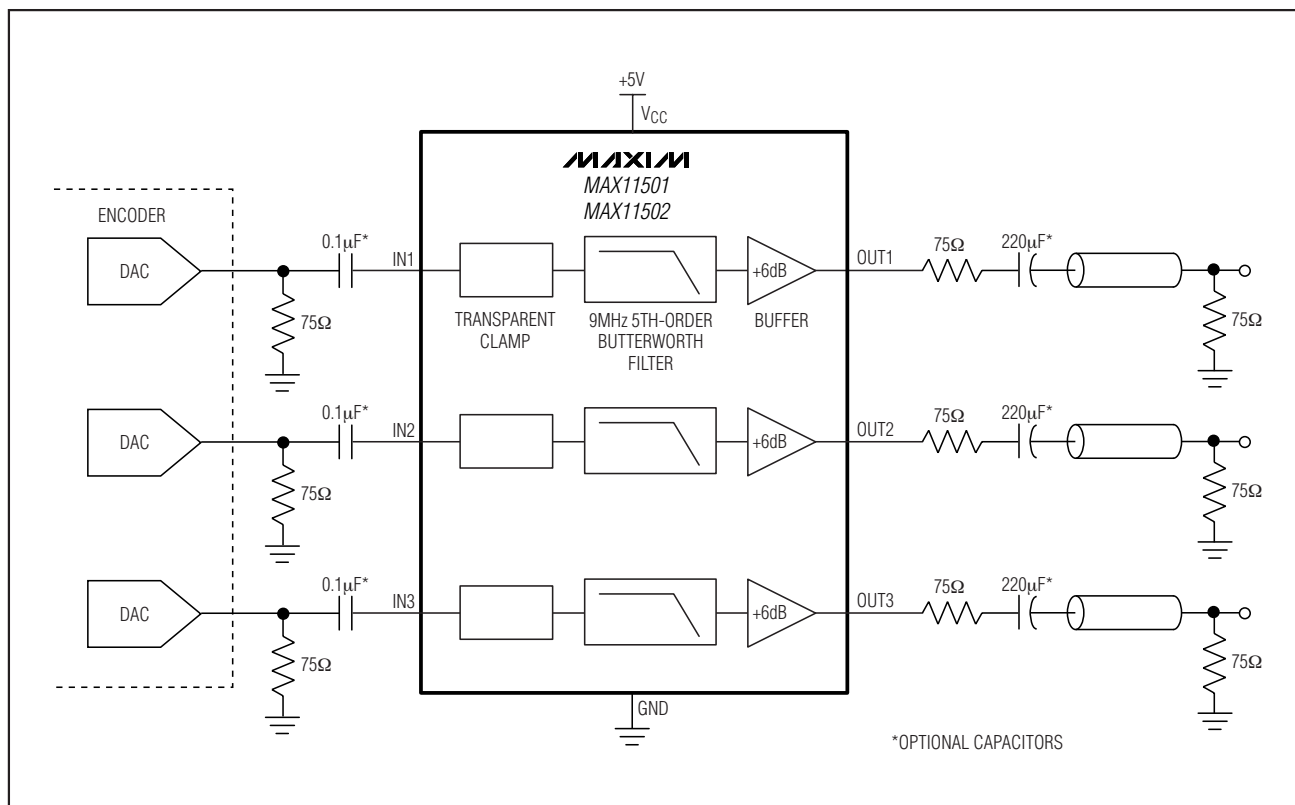 +5V
VCC
MAXIM
MAX11501
MAX11502
ENCODER
DAC
75Ω
0.1µF*
IN1
TRANSPARENT
CLAMP
9MHz 5TH-ORDER
BUTTERWORTH
FILTER
+6dB
BUFFER
OUT1
75Ω
220µF*
75Ω
DAC
75Ω
0.1µF*
IN2
+6dB
OUT2
75Ω
220µF*
75Ω
DAC
75Ω
0.1µF*
IN3
+6dB
OUT3
75Ω
220µF*
75Ω
GND
*OPTIONAL CAPACITORS